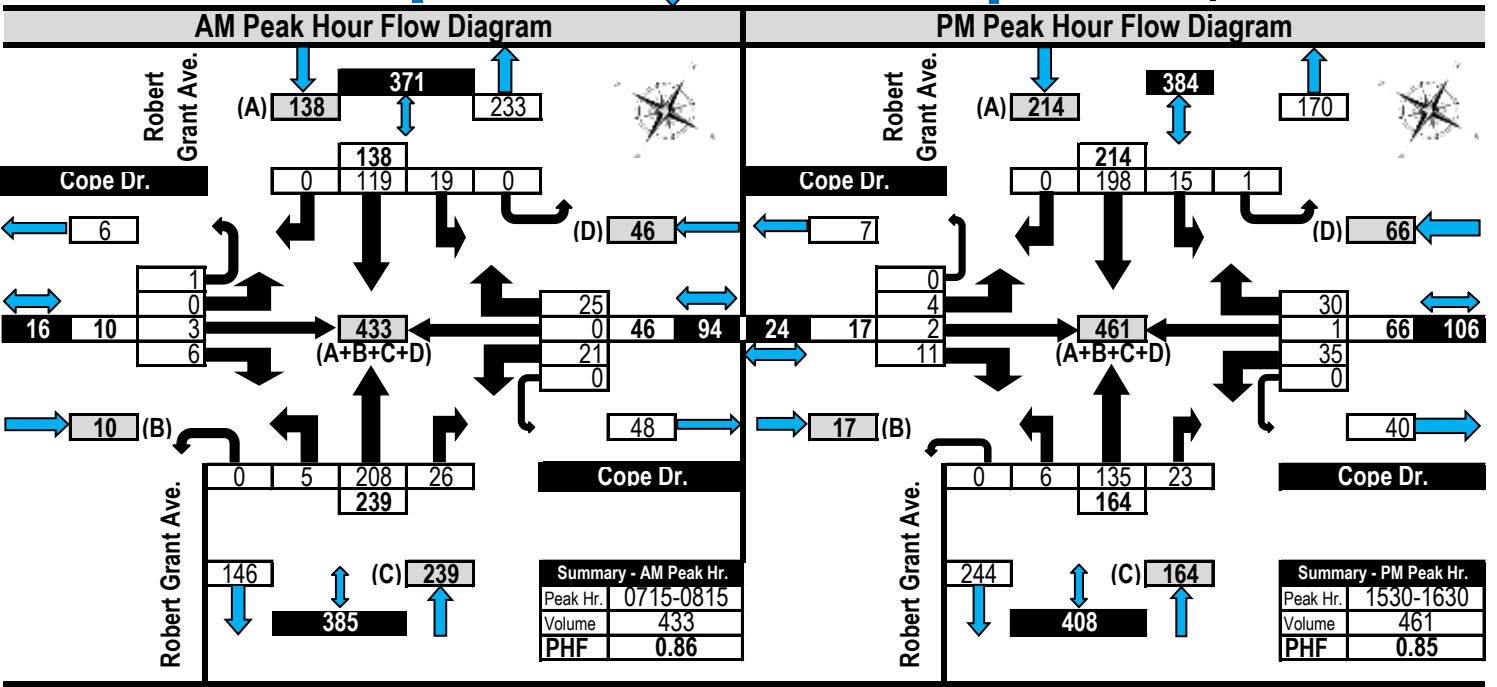 AM Peak Hour Flow Diagram
Robert
Grant Ave.
(A) 138
371
233
138
0 119 19 0
Cope Dr.
6
(D) 46
1
0
3
6
16 10
433
(A+B+C+D)
25
0
21
0
46 94
10 (B)
48
0 5 208 26
239
Cope Dr.
Robert Grant Ave.
146
(C) 239
385
Summary - AM Peak Hr.
Peak Hr. 0715-0815
Volume 433
PHF 0.86
PM Peak Hour Flow Diagram
Robert
Grant Ave.
(A) 214
384
170
214
0 198 15 1
Cope Dr.
7
(D) 66
0
4
2
11
24 17
461
(A+B+C+D)
30
1
35
0
66 106
17 (B)
40
0 6 135 23
164
Cope Dr.
Robert Grant Ave.
244
(C) 164
408
Summary - PM Peak Hr.
Peak Hr. 1530-1630
Volume 461
PHF 0.85